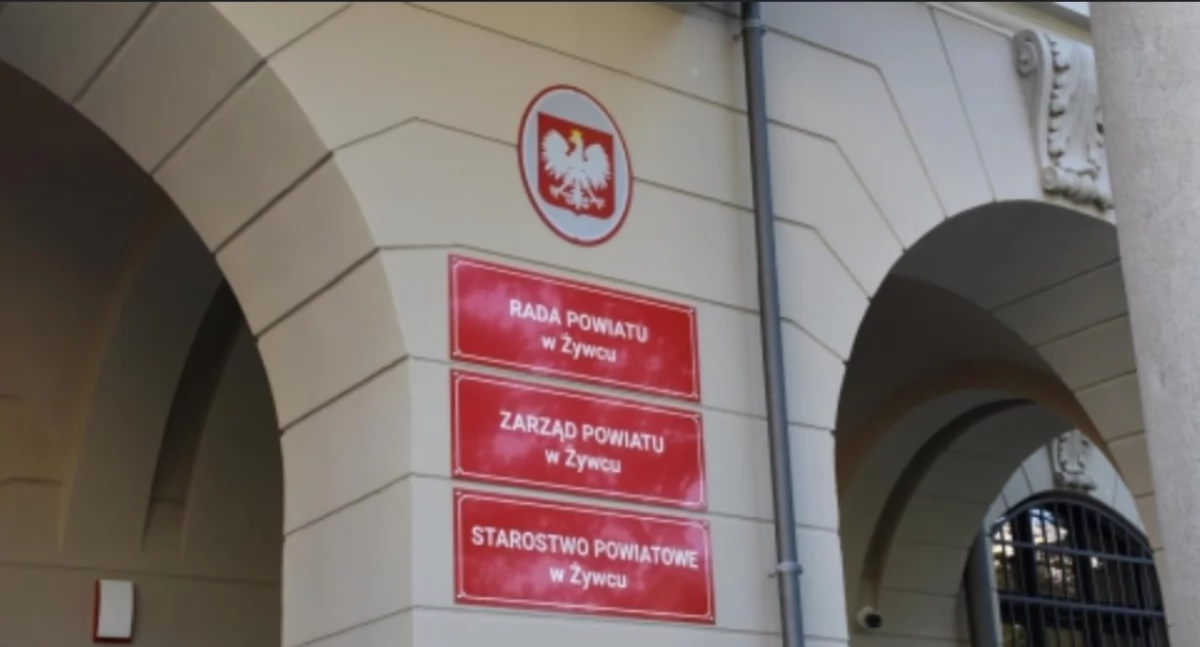 RADA POWIATU
w Żywcu
ZARZĄD POWIATU
w Żywcu
STAROSTWO POWIATOWE
w Żywcu